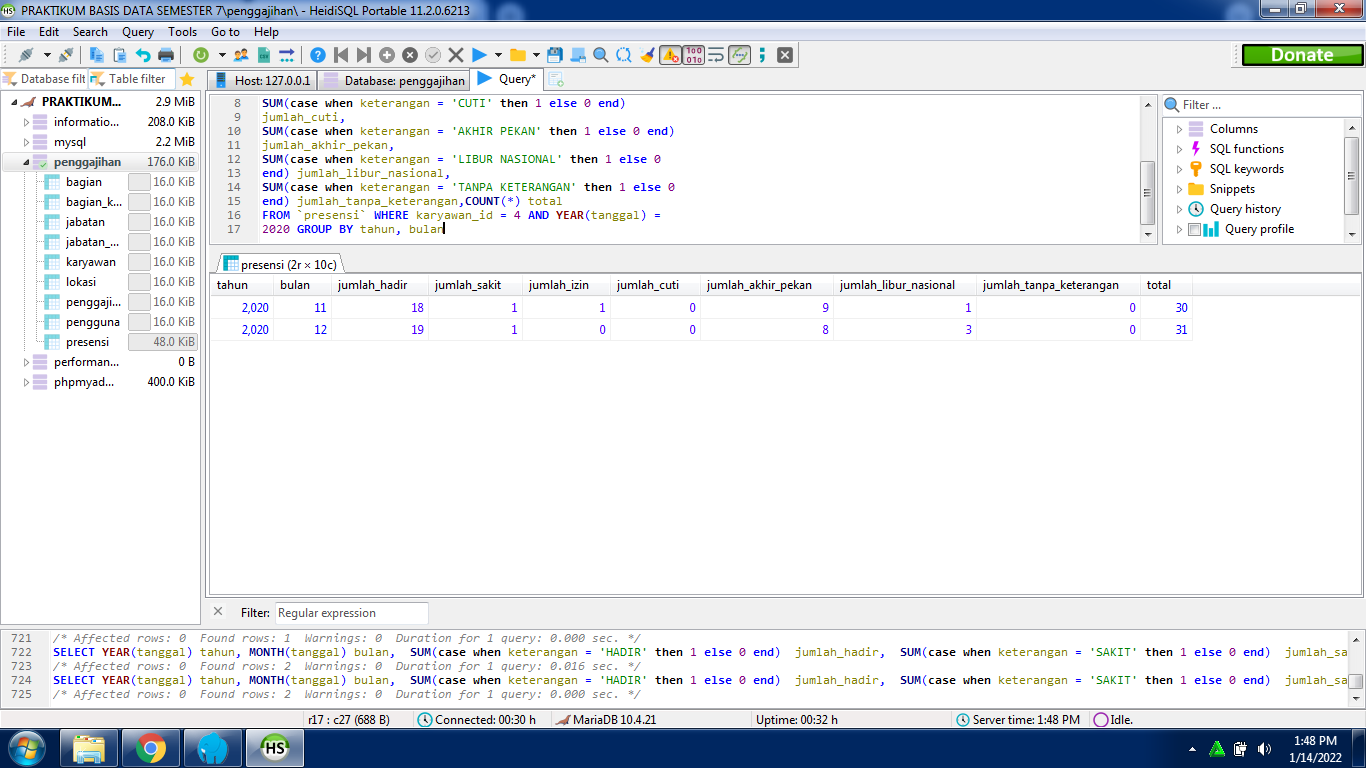 PRAKTIKUM BASIS DATA SEMESTER 7\penggajihan\ - HeidiSQL Portable 11.2.0.6213
File Edit Search Query Tools Go to Help
Donate
Database filt Table filter
Host: 127.0.0.1 Database: penggajihan Query*
PRAKTIKUM... 2.9 MiB
informatio... 208.0 KiB
mysql 2.2 MiB
penggajihan 176.0 KiB
bagian 16.0 KiB
bagian_k... 16.0 KiB
jabatan 16.0 KiB
jabatan_... 16.0 KiB
karyawan 16.0 KiB
lokasi 16.0 KiB
penggaji... 16.0 KiB
pengguna 16.0 KiB
presensi 48.0 KiB
performan... 0 B
phpmyad... 400.0 KiB
8 SUM(case when keterangan = 'CUTI' then 1 else 0 end)
9 jumlah_cuti,
10 SUM(case when keterangan = 'AKHIR PEKAN' then 1 else 0 end)
11 jumlah_akhir_pekan,
12 SUM(case when keterangan = 'LIBUR NASIONAL' then 1 else 0
13 end) jumlah_libur_nasional,
14 SUM(case when keterangan = 'TANPA KETERANGAN' then 1 else 0
15 end) jumlah_tanpa_keterangan,COUNT(*) total
16 FROM `presensi` WHERE karyawan_id = 4 AND YEAR(tanggal) =
17 2020 GROUP BY tahun, bulan
Filter ...
Columns
SQL functions
SQL keywords
Snippets
Query history
Query profile
presensi (2r × 10c)
tahun bulan jumlah_hadir jumlah_sakit jumlah_izin jumlah_cuti jumlah_akhir_pekan jumlah_libur_nasional jumlah_tanpa_keterangan total
2,020 11 18 1 1 0 9 1 0 30
2,020 12 19 1 0 0 8 3 0 31
Filter: Regular expression
721 /* Affected rows: 0 Found rows: 1 Warnings: 0 Duration for 1 query: 0.000 sec. */
722 SELECT YEAR(tanggal) tahun, MONTH(tanggal) bulan, SUM(case when keterangan = 'HADIR' then 1 else 0 end) jumlah_hadir, SUM(case when keterangan = 'SAKIT' then 1 else 0 end) jumlah_sa
723 /* Affected rows: 0 Found rows: 2 Warnings: 0 Duration for 1 query: 0.016 sec. */
724 SELECT YEAR(tanggal) tahun, MONTH(tanggal) bulan, SUM(case when keterangan = 'HADIR' then 1 else 0 end) jumlah_hadir, SUM(case when keterangan = 'SAKIT' then 1 else 0 end) jumlah_sa
725 /* Affected rows: 0 Found rows: 2 Warnings: 0 Duration for 1 query: 0.000 sec. */
r17 : c27 (688 B) Connected: 00:30 h MariaDB 10.4.21 Uptime: 00:32 h Server time: 1:48 PM Idle.
HS
1:48 PM
1/14/2022